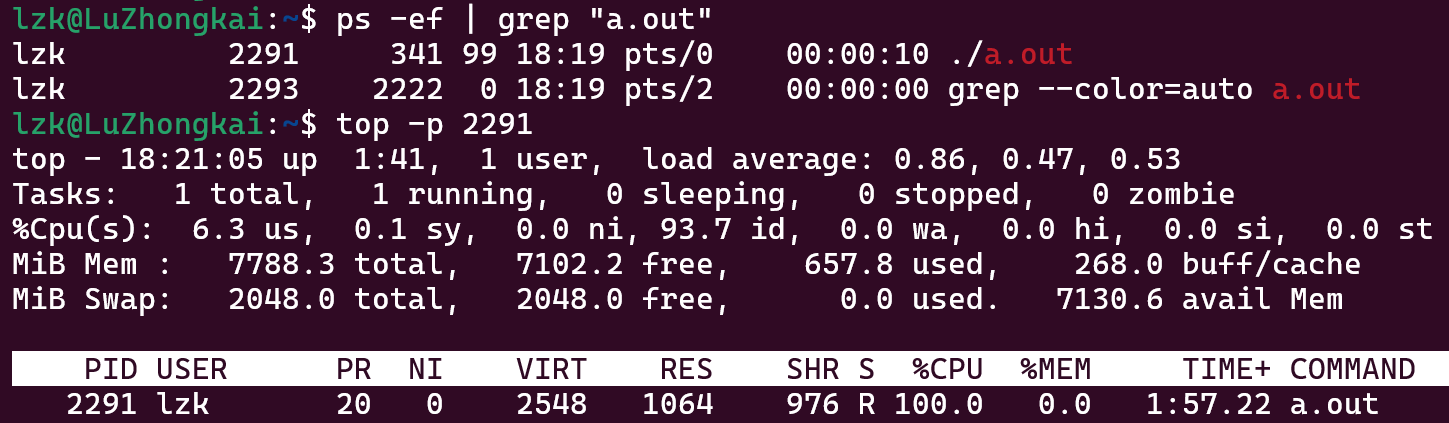 lzk@LuZhongkai:~$ ps -ef | grep "a.out"
lzk         2291     341 99 18:19 pts/0    00:00:10 ./a.out
lzk         2293    2222  0 18:19 pts/2    00:00:00 grep --color=auto a.out
lzk@LuZhongkai:~$ top -p 2291
top - 18:21:05 up  1:41,  1 user,  load average: 0.86, 0.47, 0.53
Tasks:   1 total,   1 running,   0 sleeping,   0 stopped,   0 zombie
%Cpu(s):  6.3 us,  0.1 sy,  0.0 ni, 93.7 id,  0.0 wa,  0.0 hi,  0.0 si,  0.0 st
MiB Mem :   7788.3 total,   7102.2 free,    657.8 used,    268.0 buff/cache
MiB Swap:   2048.0 total,   2048.0 free,      0.0 used.   7130.6 avail Mem
    PID USER      PR  NI    VIRT    RES    SHR S  %CPU  %MEM     TIME+ COMMAND
   2291 lzk       20   0    2548   1064    976 R 100.0   0.0   1:57.22 a.out